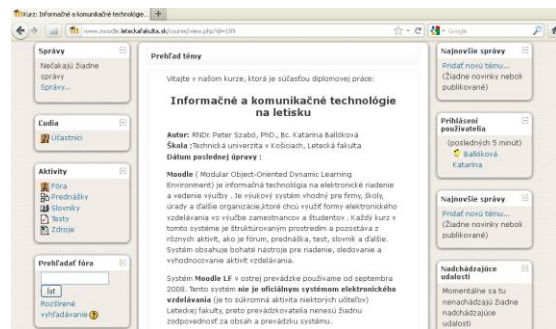 Kurz: Informačné a komunikačné technológie...
www.moodle.leteckafakulta.sk/course/view.php?id=189
Google
Správy
Nečakajú žiadne
správy
Správy...
Ľudia
Účastníci
Aktivity
Fóra
Prednášky
Slovníky
Testy
Zdroje
Prehľadať fóra
Ísť
Rozšírené
vyhľadávanie
Prehľad témy
Vitajte v našom kurze, ktorá je súčasťou diplomovej práce:
Informačné a komunikačné technológie
na letisku
Autor: RNDr. Peter Szabó, PhD., Bc. Katarína Ballóková
Škola :Technická univerzita v Košiciach, Letecká fakulta
Dátum poslednej úpravy :
Moodle ( Modular Object-Oriented Dynamic Learning
Environment) je informačná technológia na elektronické riadenie
a vedenie výučby . Je výukový systém vhodný pre firmy, školy,
úrady a ďalšie organizácie,ktoré chcú využiť formy elektronického
vzdelávania vo výučbe zamestnancov a študentov . Každý kurz v
tomto systéme je štruktúrovaným prostredím a pozostáva z
rôznych aktivít, ako je fórum, prednáška, test, slovník a ďalšie.
Systém obsahuje bohaté nástroje pre riadenie, sledovanie a
vyhodnocovanie aktivít vzdelávania.
Systém Moodle LF v ostrej prevádzke používame od septembra
2008. Tento systém nie je oficiálnym systémom elektronického
vzdelávania (je to súkromná aktivita niektorých učiteľov)
Leteckej fakulty, preto prevádzkovatelia nenesú žiadnu
zodpovednosť za obsah a prevádzku systému.
Najnovšie správy
Pridať novú tému...
(Žiadne novinky neboli
publikované)
Prihlásení
používatelia
(posledných 5 minút)
Ballóková
Katarína
Najnovšie správy
Pridať novú tému...
(Žiadne novinky neboli
publikované)
Nadchádzajúce
udalosti
Momentálne sa tu
nenachádzajú žiadne
nadchádzajúce
udalosti